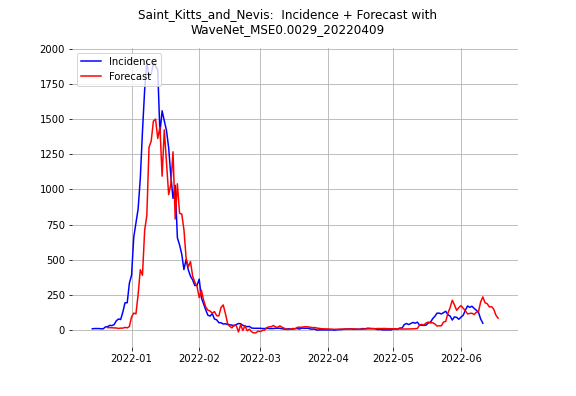 Saint_Kitts_and_Nevis:  Incidence + Forecast with
WaveNet_MSE0.0029_20220409
Incidence
Forecast
2000
1750
1500
1250
1000
750
500
250
0
2022-01 2022-02 2022-03 2022-04 2022-05 2022-06